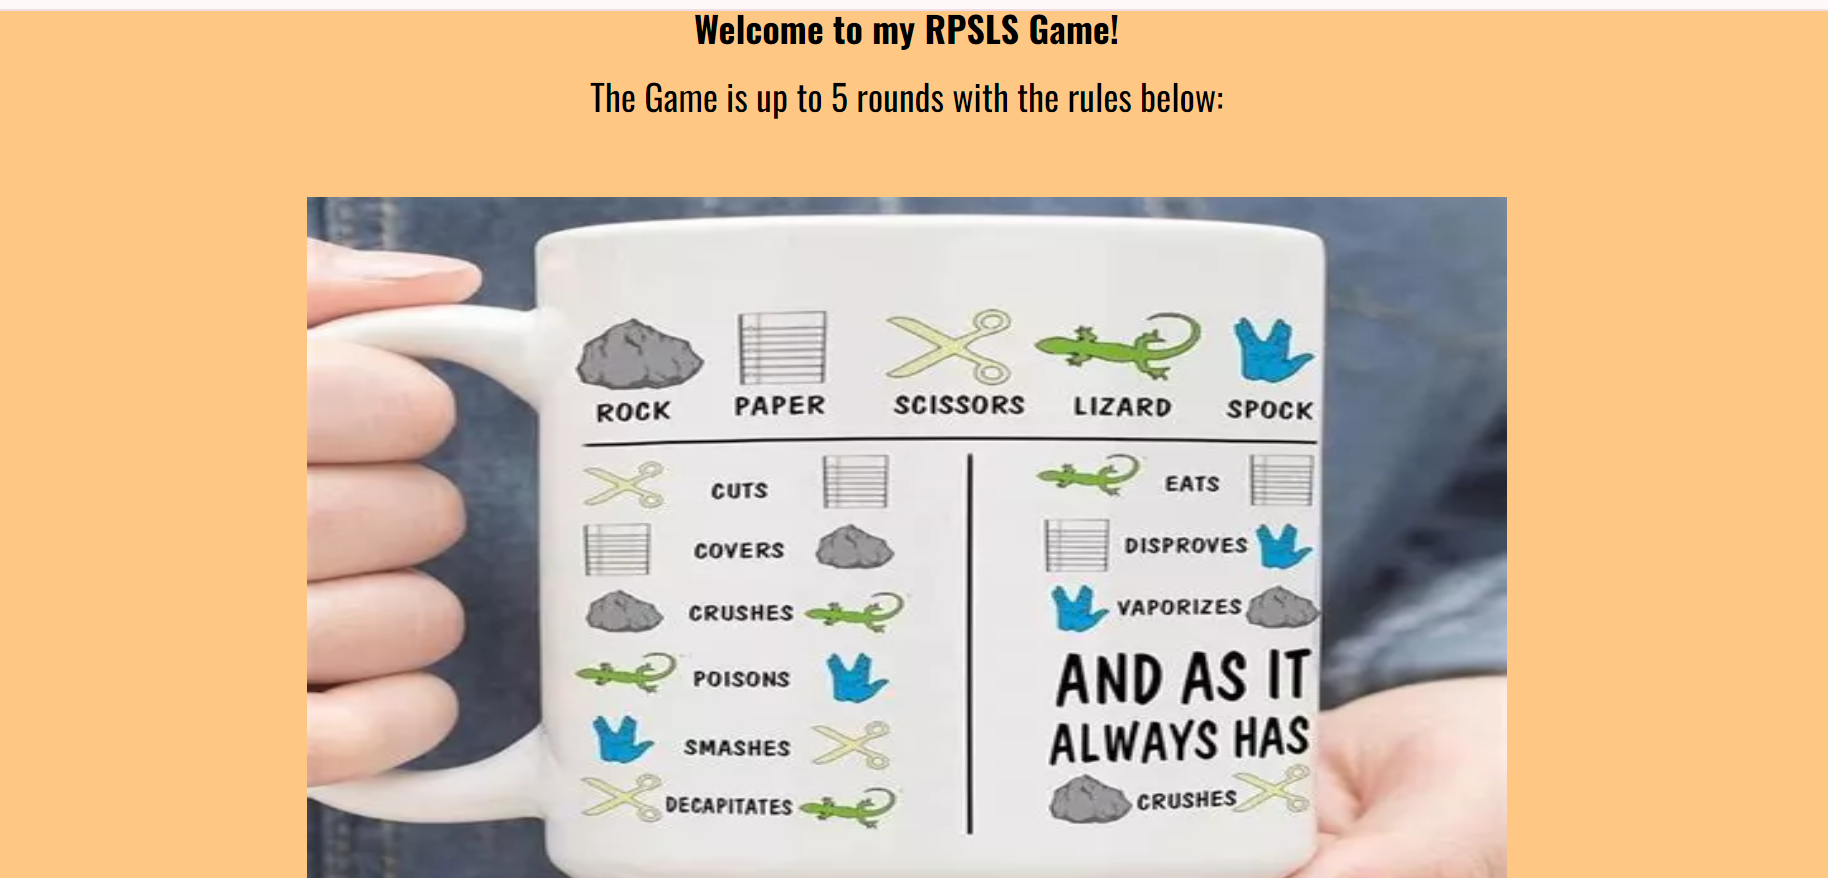 Welcome to my RPSLS Game!
The Game is up to 5 rounds with the rules below:
ROCK PAPER SCISSORS LIZARD SPOCK
CUTS
COVERS
CRUSHES
POISONS
SMASHES
DECAPITATES
EATS
DISPROVES
VAPORIZES
AND AS IT
ALWAYS HAS
CRUSHES